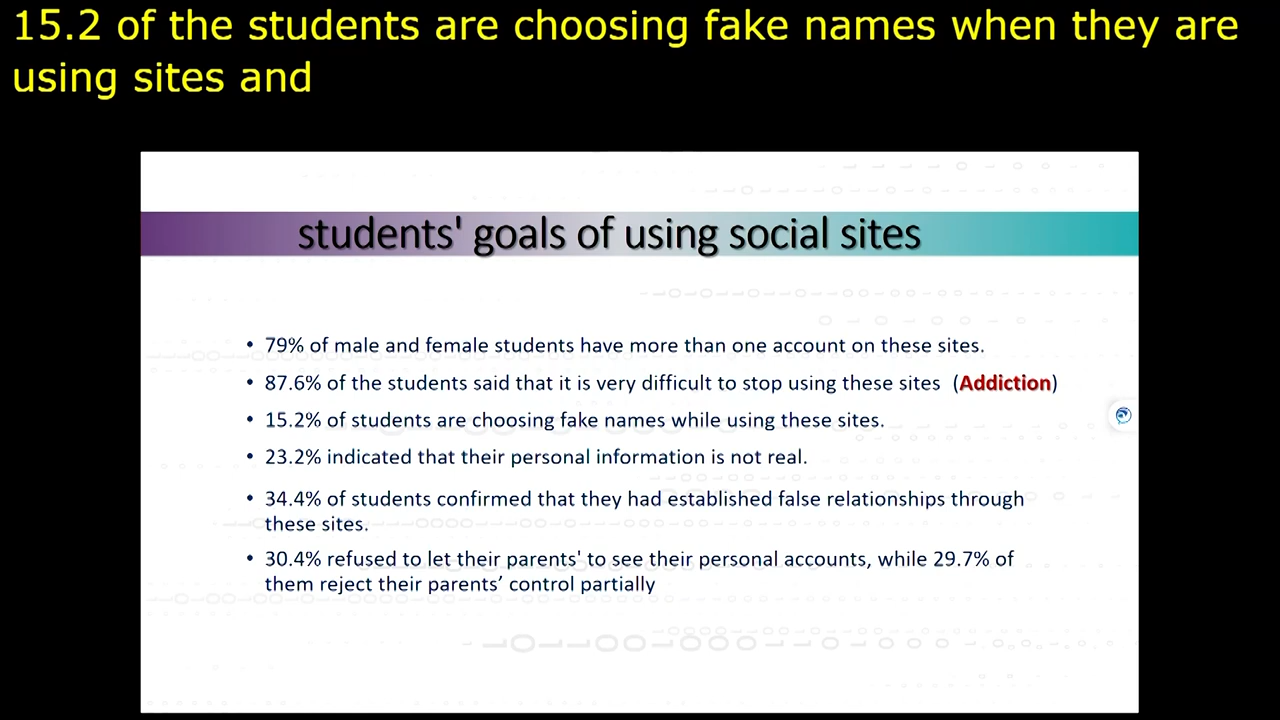 15.2 of the students are choosing fake names when they are
using sites and
students' goals of using social sites
• 79% of male and female students have more than one account on these sites.
• 87.6% of the students said that it is very difficult to stop using these sites (Addiction)
• 15.2% of students are choosing fake names while using these sites.
• 23.2% indicated that their personal information is not real.
• 34.4% of students confirmed that they had established false relationships through
these sites.
• 30.4% refused to let their parents' to see their personal accounts, while 29.7% of
them reject their parents’ control partially